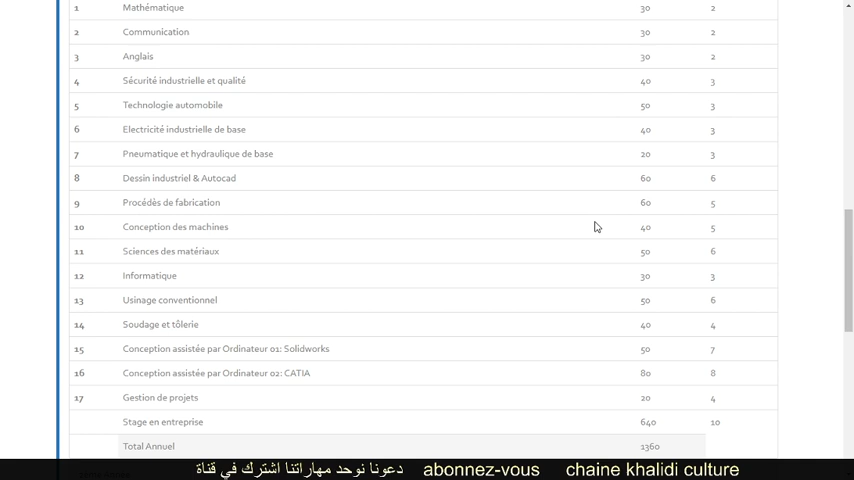 1 Mathématique 30 2
2 Communication 30 2
3 Anglais 30 2
4 Sécurité industrielle et qualité 40 3
5 Technologie automobile 50 3
6 Electricité industrielle de base 40 3
7 Pneumatique et hydraulique de base 20 3
8 Dessin industriel & Autocad 60 6
9 Procédés de fabrication 60 5
10 Conception des machines 40 5
11 Sciences des matériaux 50 6
12 Informatique 30 3
13 Usinage conventionnel 50 6
14 Soudage et tôlerie 40 4
15 Conception assistée par Ordinateur 01: Solidworks 50 7
16 Conception assistée par Ordinateur 02: CATIA 80 8
17 Gestion de projets 20 4
Stage en entreprise 640 10
Total Annuel 1360
دعونا نوحد مهاراتنا اشترك في قناة abonnez-vous chaine khalidi culture